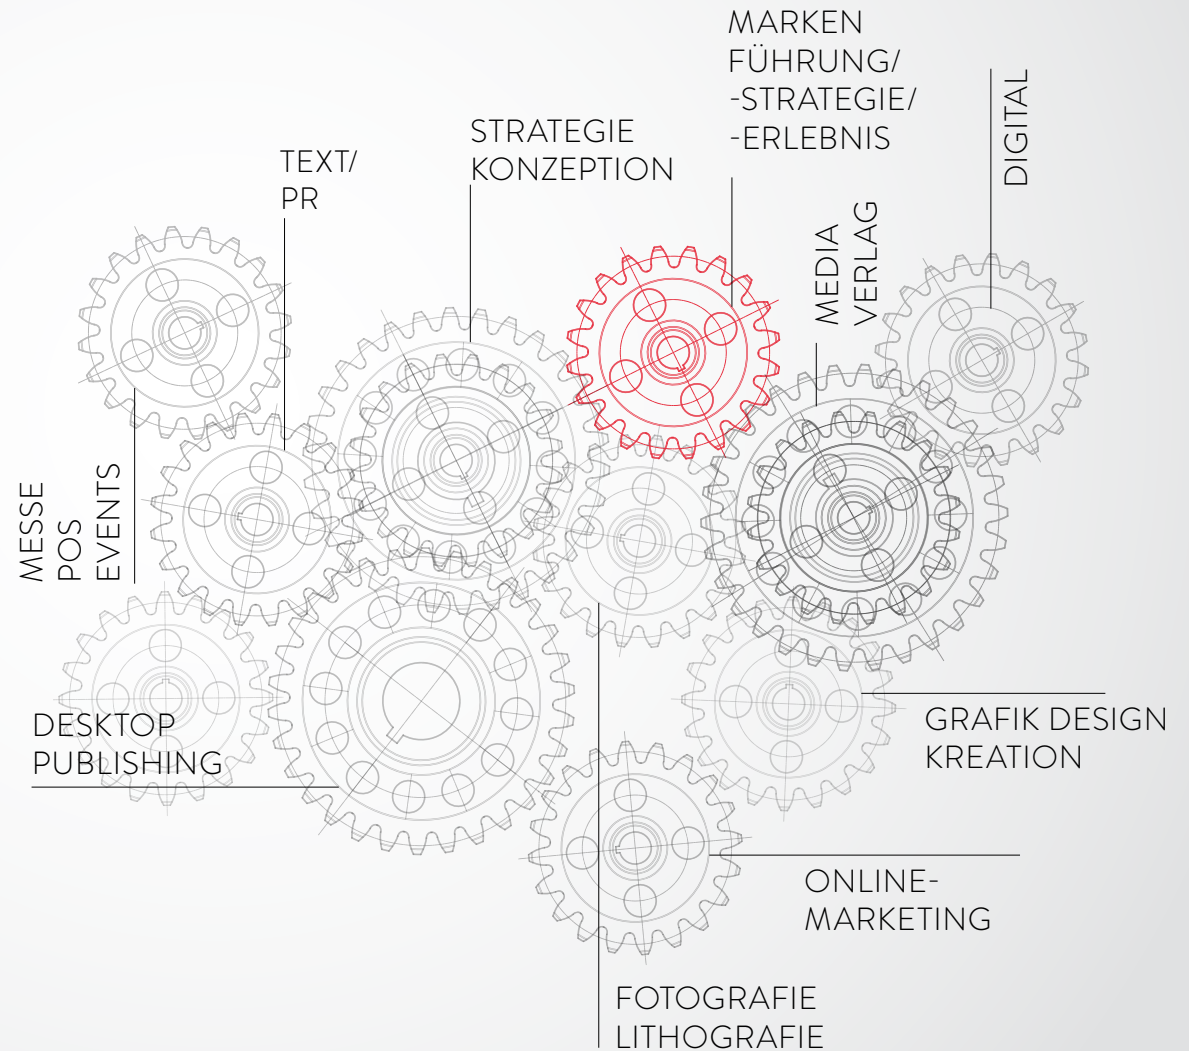 MARKEN
FÜHRUNG/
-STRATEGIE/
-ERLEBNIS
DIGITAL
STRATEGIE
KONZEPTION
TEXT/
PR
MEDIA
VERLAG
MESSE
POS
EVENTS
DESKTOP
PUBLISHING
GRAFIK DESIGN
KREATION
ONLINE-
MARKETING
FOTOGRAFIE
LITHOGRAFIE